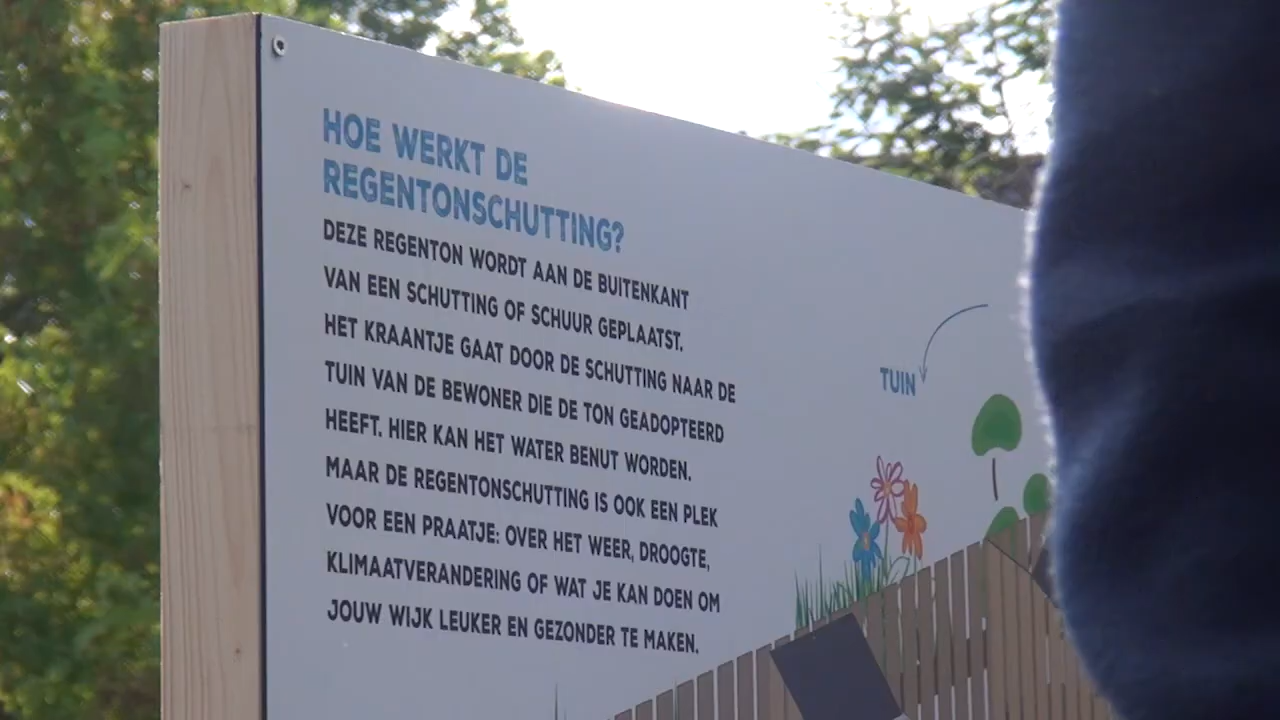 HOE WERKT DE
REGENTONSCHUTTING?
DEZE REGENTON WORDT AAN DE BUITENKANT
VAN EEN SCHUTTING OF SCHUUR GEPLAATST.
HET KRAANTJE GAAT DOOR DE SCHUTTING NAAR DE
TUIN VAN DE BEWONER DIE DE TON GEADOPTEERD
HEEFT. HIER KAN HET WATER BENUT WORDEN.
MAAR DE REGENTONSCHUTTING IS OOK EEN PLEK
VOOR EEN PRAATJE: OVER HET WEER, DROOGTE,
KLIMAATVERANDERING OF WAT JE KAN DOEN OM
JOUW WIJK LEUKER EN GEZONDER TE MAKEN.
TUIN